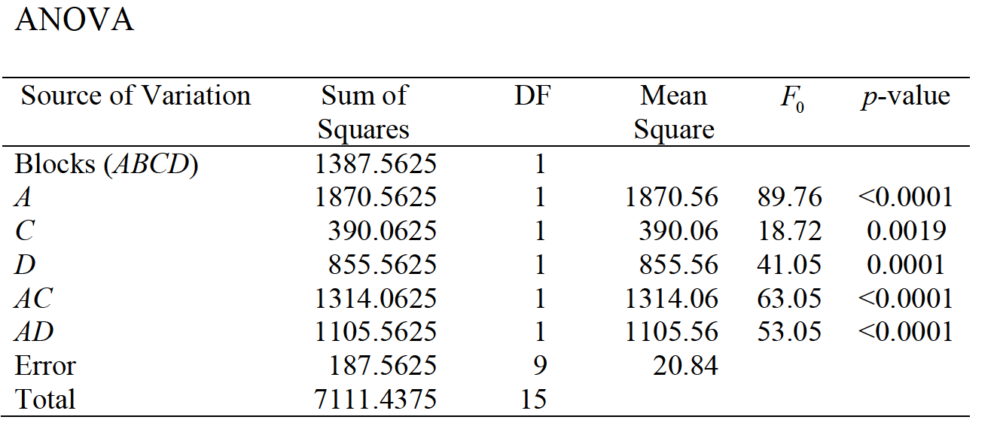 ANOVA
Source of Variation Sum of Squares DF Mean Square F₀ p-value
Blocks (ABCD) 1387.5625 1
A 1870.5625 1 1870.56 89.76 <0.0001
C 390.0625 1 390.06 18.72 0.0019
D 855.5625 1 855.56 41.05 0.0001
AC 1314.0625 1 1314.06 63.05 <0.0001
AD 1105.5625 1 1105.56 53.05 <0.0001
Error 187.5625 9 20.84
Total 7111.4375 15